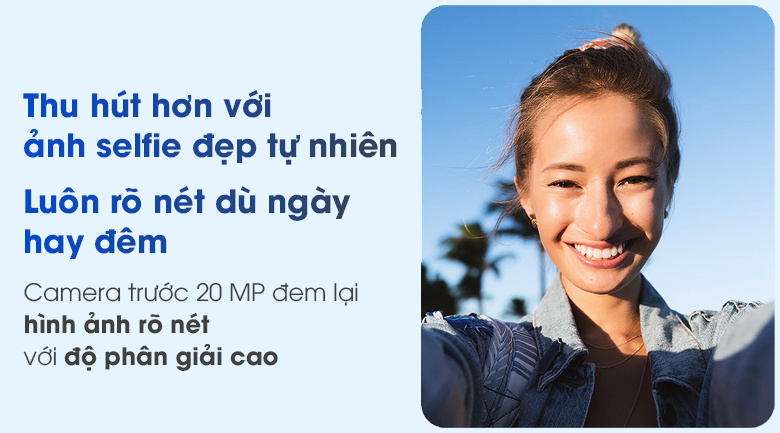 Thu hút hơn với
ảnh selfie đẹp tự nhiên
Luôn rõ nét dù ngày
hay đêm
Camera trước 20 MP đem lại
hình ảnh rõ nét
với độ phân giải cao